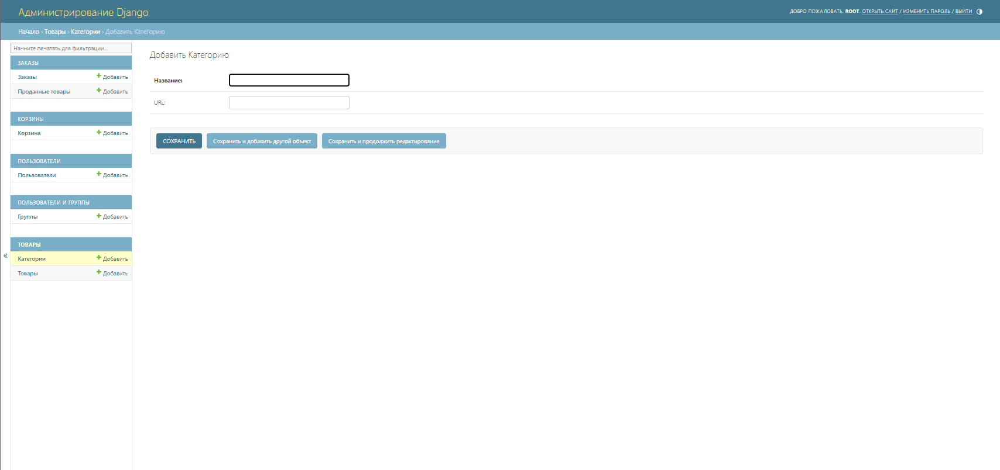 Администрирование Django
ДОБРО ПОЖАЛОВАТЬ, ROOT. ОТКРЫТЬ САЙТ / ИЗМЕНИТЬ ПАРОЛЬ / ВЫЙТИ
Начало › Товары › Категории › Добавить Категорию
Начните печатать для фильтрации...
ЗАКАЗЫ
Заказы + Добавить
Проданные товары + Добавить
КОРЗИНЫ
Корзина + Добавить
ПОЛЬЗОВАТЕЛИ
Пользователи + Добавить
ПОЛЬЗОВАТЕЛИ И ГРУППЫ
Группы + Добавить
ТОВАРЫ
Категории + Добавить
Товары + Добавить
«
Добавить Категорию
Название:
URL:
СОХРАНИТЬ Сохранить и добавить другой объект Сохранить и продолжить редактирование